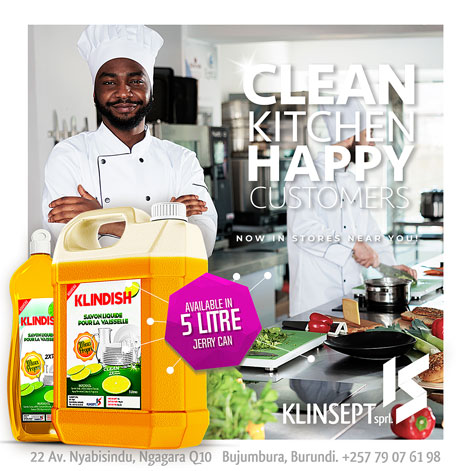 CLEAN
KITCHEN
HAPPY
CUSTOMERS
NOW IN STORES NEAR YOU!
KLINDISH
SAVON LIQUIDE
POUR LA VAISSELLE
KLINDISH
SAVON LIQUIDE
POUR LA VAISSELLE
AVAILABLE IN
5 LITRE
JERRY CAN
KLINSEPT sprl
22 Av. Nyabisindu, Ngagara Q10 Bujumbura, Burundi. +257 79 07 61 98